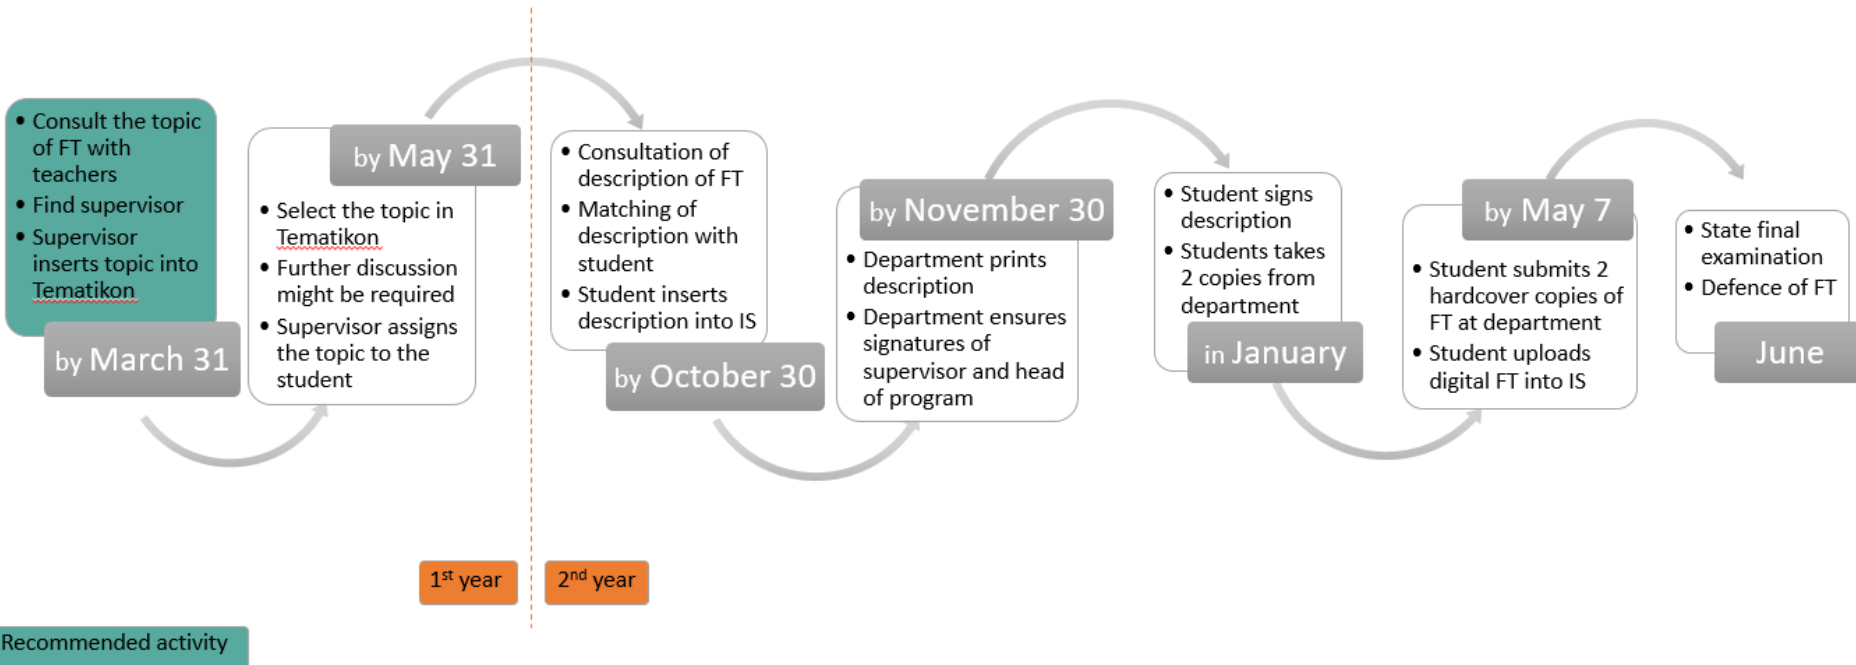 • Consult the topic
of FT with
teachers
• Find supervisor
• Supervisor
inserts topic into
Tematikon
by March 31
by May 31
• Select the topic in
Tematikon
• Further discussion
might be required
• Supervisor assigns
the topic to the
student
• Consultation of
description of FT
• Matching of
description with
student
• Student inserts
description into IS
by October 30
by November 30
• Department prints
description
• Department ensures
signatures of
supervisor and head
of program
• Student signs
description
• Students takes
2 copies from
department
in January
by May 7
• Student submits 2
hardcover copies of
FT at department
• Student uploads
digital FT into IS
• State final
examination
• Defence of FT
June
1st year
2nd year
Recommended activity